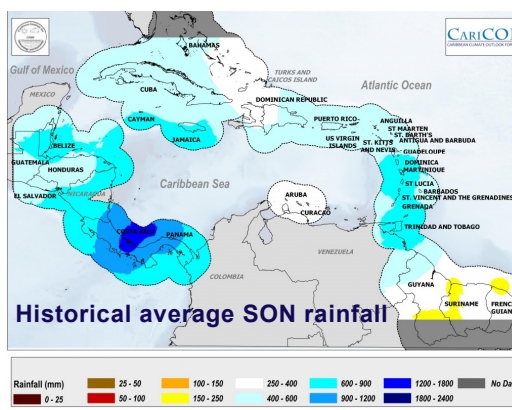 CARICO
CARIBBEAN CLIMATE OUTLOOK FOR
BAHAMAS
Gulf of Mexico
TURKS AND
CAICOS ISLAND
Atlantic Ocean
MEXICO
CUBA
DOMINICAN REPUBLIC
CAYMAN
PUERTO RICO
ANGUILLA
ST MAARTEN
ST. BARTH'S
JAMAICA
US VIRGIN
ISLANDS
ST. KITTS
AND NEVIS
ANTIGUA AND BARBUDA
BELIZE
GUADELOUPE
DOMINICA
GUATEMALA
HONDURAS
MARTINIQUE
Caribbean Sea
ST LUCIA
NICARAGUA
ARUBA
BARBADOS
EL SALVADOR
ST. VINCENT AND THE GRENADINES
CURACAO
GRENADA
COSTA RICA
PANAMA
TRINIDAD AND TOBAGO
VENEZUELA
COLOMBIA
GUYANA
Historical average SON rainfall
SURINAME
FRENC
GUIAN
Rainfall (mm)
25 - 50
100 - 150
250 - 400
600 - 900
1200 - 1800
No Da
0 - 25
50 - 100
150 - 250
400 - 600
900 - 1200
1800 - 2400